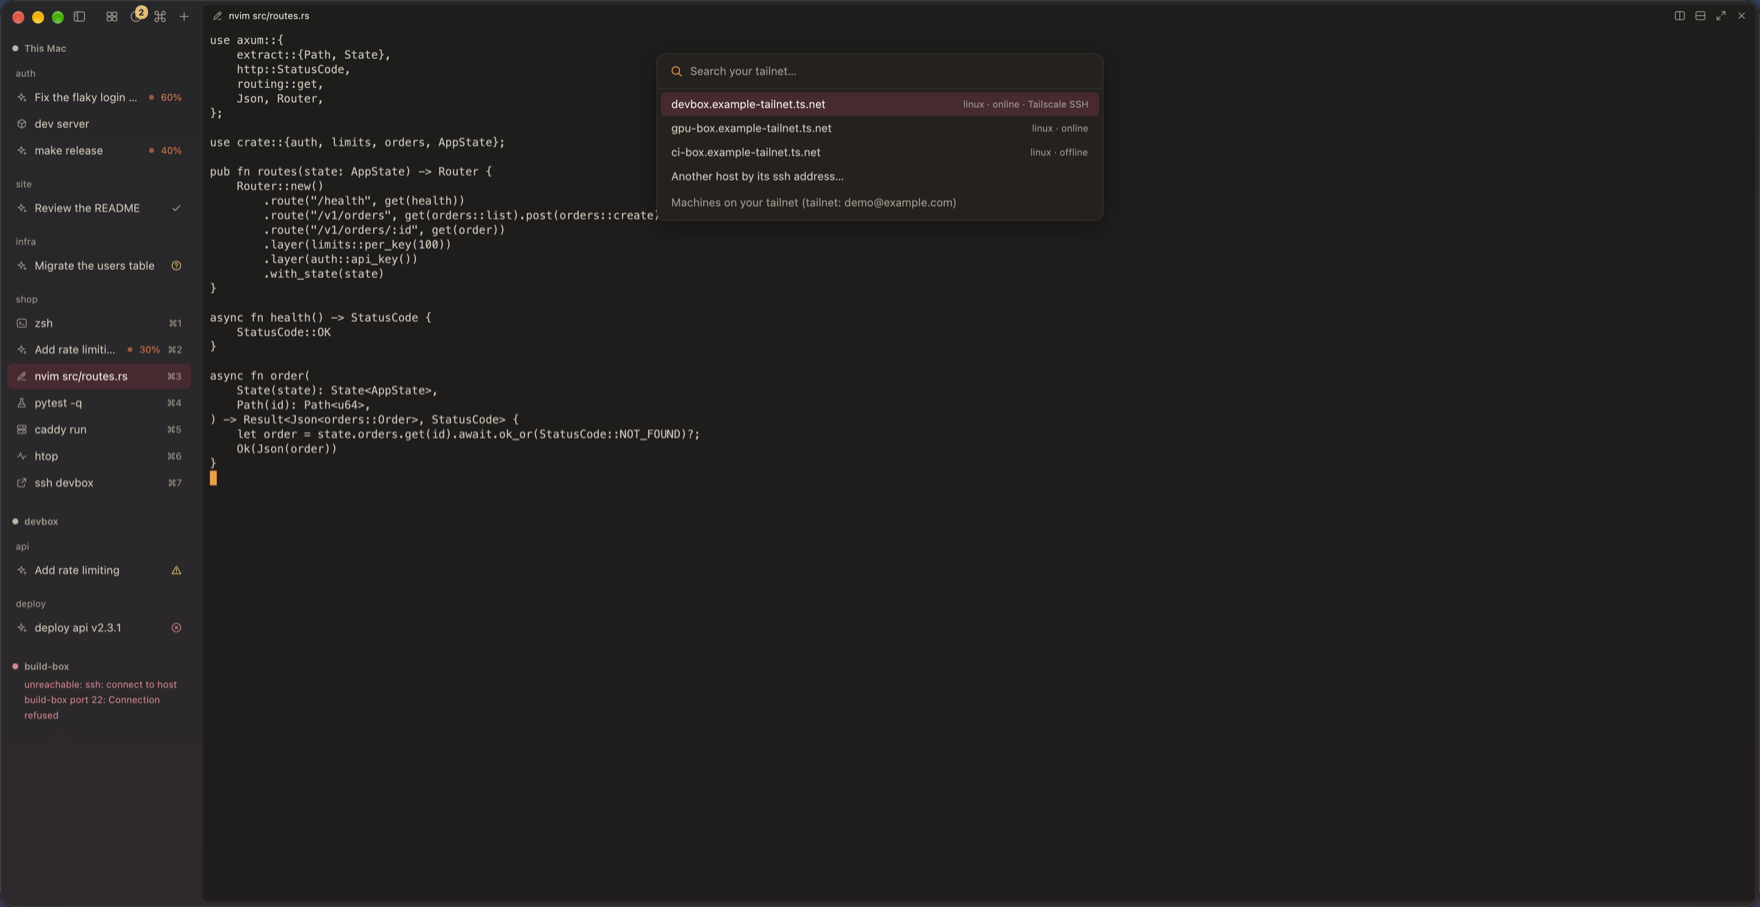 2
nvim src/routes.rs
This Mac
auth
Fix the flaky login ... 60%
dev server
make release 40%
site
Review the README
infra
Migrate the users table
shop
zsh ⌘1
Add rate limiti... 30% ⌘2
nvim src/routes.rs ⌘3
pytest -q ⌘4
caddy run ⌘5
htop ⌘6
ssh devbox ⌘7
devbox
api
Add rate limiting
deploy
deploy api v2.3.1
build-box
unreachable: ssh: connect to host
build-box port 22: Connection
refused
use axum::{
    extract::{Path, State},
    http::StatusCode,
    routing::get,
    Json, Router,
};
use crate::{auth, limits, orders, AppState};
pub fn routes(state: AppState) -> Router {
    Router::new()
        .route("/health", get(health))
        .route("/v1/orders", get(orders::list).post(orders::create)
        .route("/v1/orders/:id", get(order))
        .layer(limits::per_key(100))
        .layer(auth::api_key())
        .with_state(state)
}
async fn health() -> StatusCode {
    StatusCode::OK
}
async fn order(
    State(state): State<AppState>,
    Path(id): Path<u64>,
) -> Result<Json<orders::Order>, StatusCode> {
    let order = state.orders.get(id).await.ok_or(StatusCode::NOT_FOUND)?;
    Ok(Json(order))
}
Search your tailnet...
devbox.example-tailnet.ts.net linux · online · Tailscale SSH
gpu-box.example-tailnet.ts.net linux · online
ci-box.example-tailnet.ts.net linux · offline
Another host by its ssh address...
Machines on your tailnet (tailnet: demo@example.com)